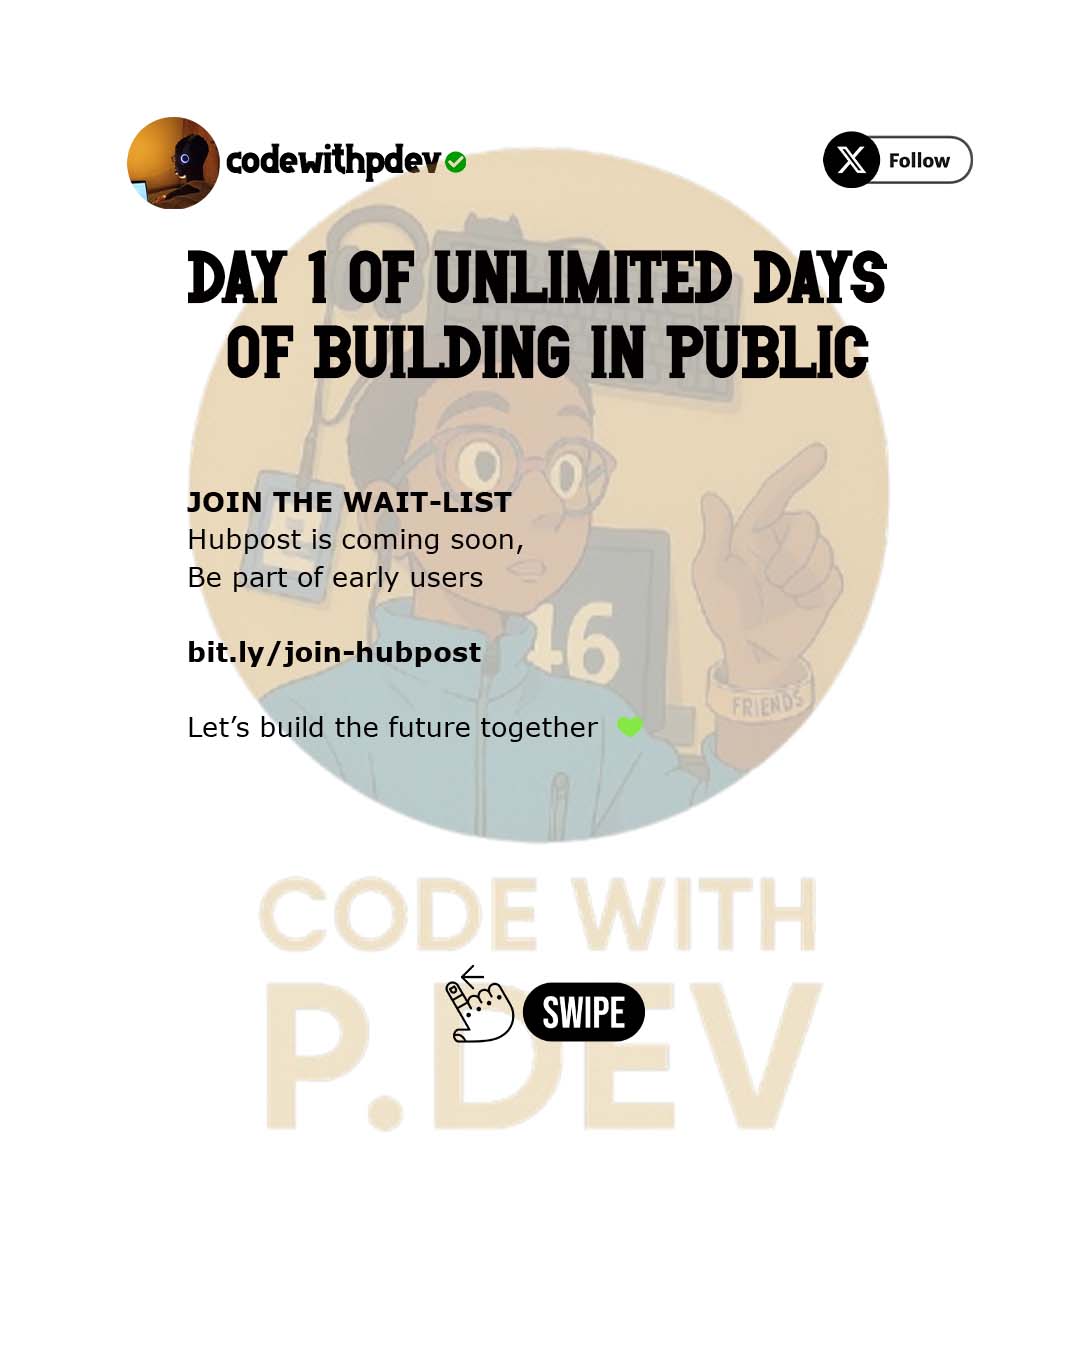 codewithpdev
Follow
DAY 1 OF UNLIMITED DAYS
OF BUILDING IN PUBLIC
JOIN THE WAIT-LIST
Hubpost is coming soon,
Be part of early users
46
bit.ly/join-hubpost
FRIENDS
Let’s build the future together
CODE WITH
SWIPE
P.DEV